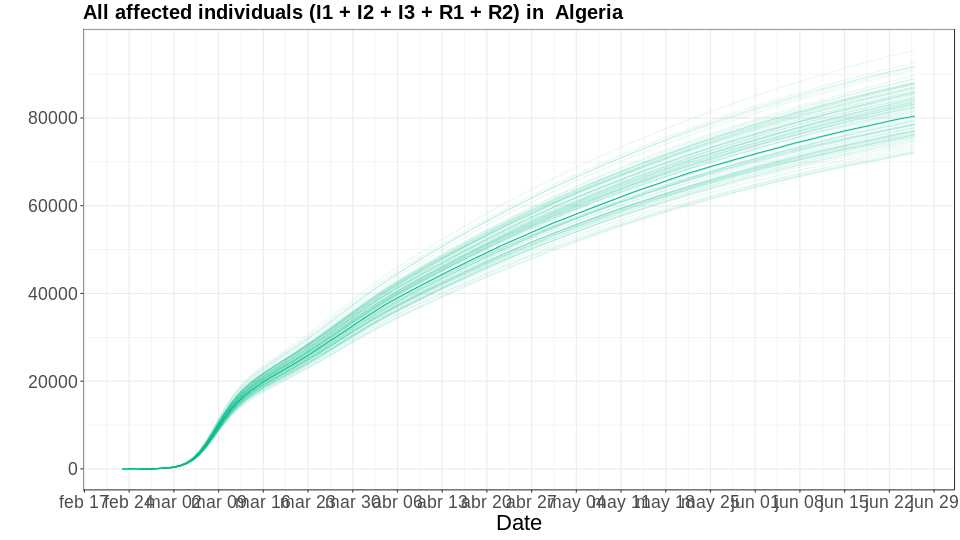 All affected individuals (I1 + I2 + I3 + R1 + R2) in  Algeria
80000
60000
40000
20000
0
feb 17 feb 24 mar 02 mar 09 mar 16 mar 23 mar 30 abr 06 abr 13 abr 20 abr 27 may 04 may 11 may 18 may 25 jun 01 jun 08 jun 15 jun 22 jun 29
Date